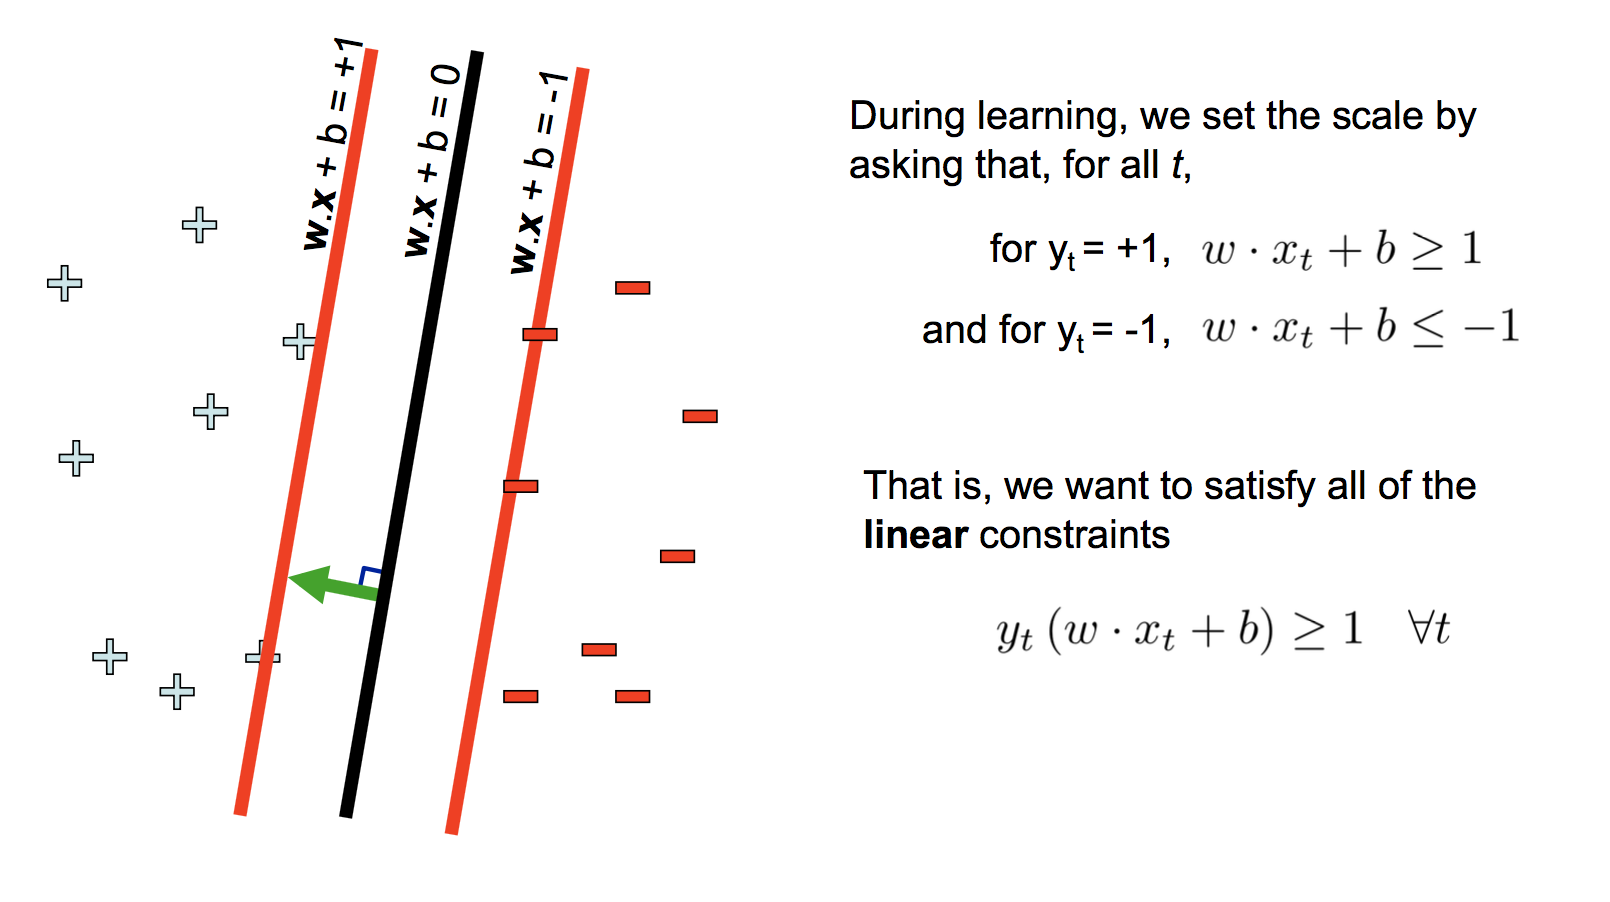 w.x + b = +1
w.x + b = 0
w.x + b = -1
During learning, we set the scale by
asking that, for all t,
for yₜ = +1, w · xₜ + b ≥ 1
and for yₜ = -1, w · xₜ + b ≤ −1
That is, we want to satisfy all of the
linear constraints
yₜ (w · xₜ + b) ≥ 1 ∀t